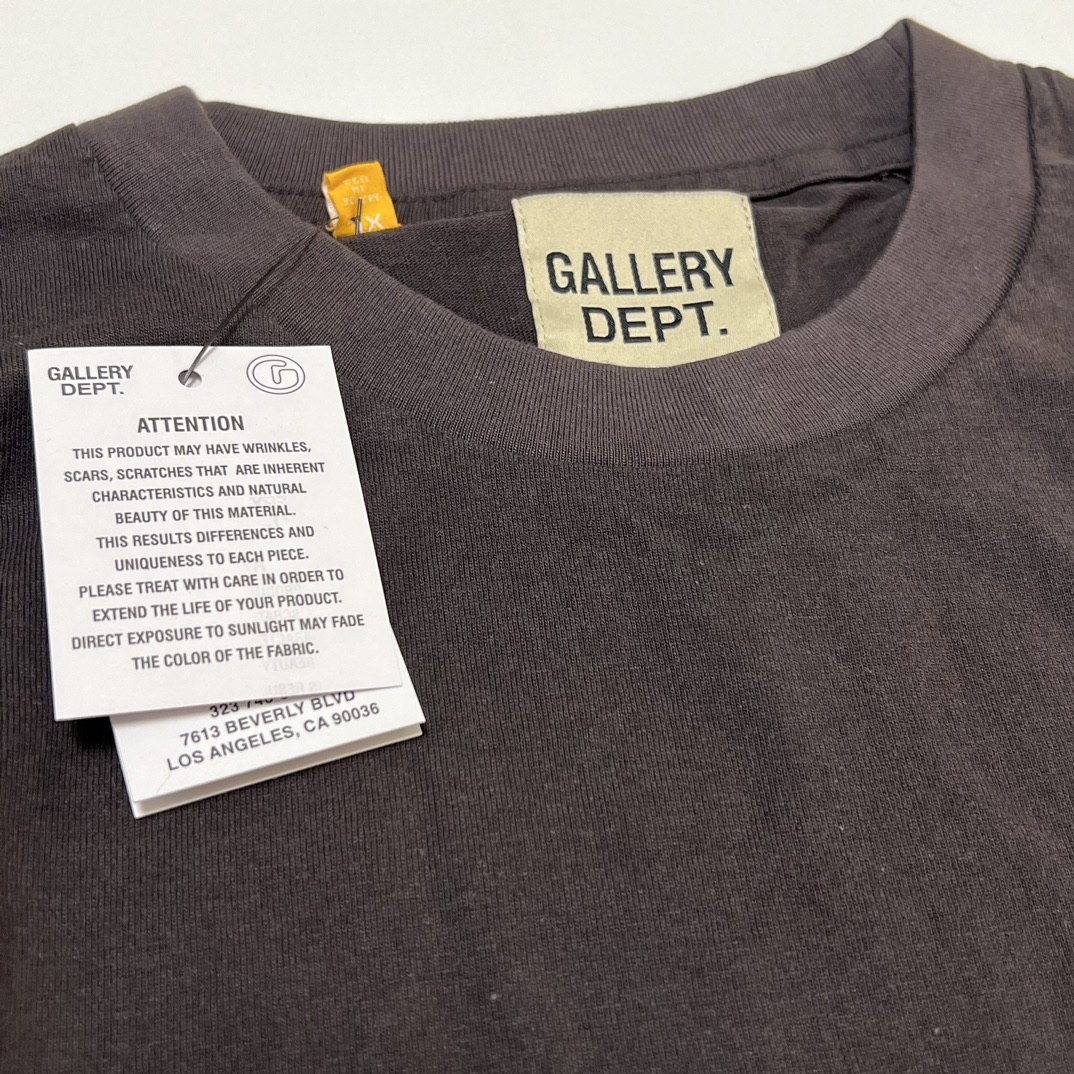 GALLERY
DEPT.
GALLERY
DEPT.
G
ATTENTION
THIS PRODUCT MAY HAVE WRINKLES,
SCARS, SCRATCHES THAT ARE INHERENT
CHARACTERISTICS AND NATURAL
BEAUTY OF THIS MATERIAL.
THIS RESULTS DIFFERENCES AND
UNIQUENESS TO EACH PIECE.
PLEASE TREAT WITH CARE IN ORDER TO
EXTEND THE LIFE OF YOUR PRODUCT.
DIRECT EXPOSURE TO SUNLIGHT MAY FADE
THE COLOR OF THE FABRIC.
323
7613 BEVERLY BLVD
LOS ANGELES, CA 90036